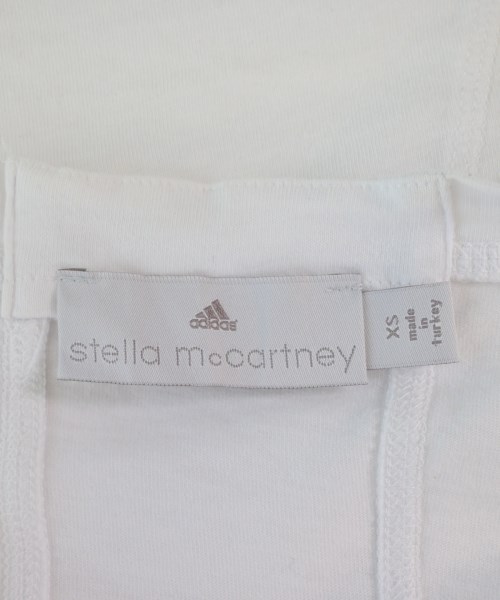 adidas
stella mccartney
XS
made
in
turkey